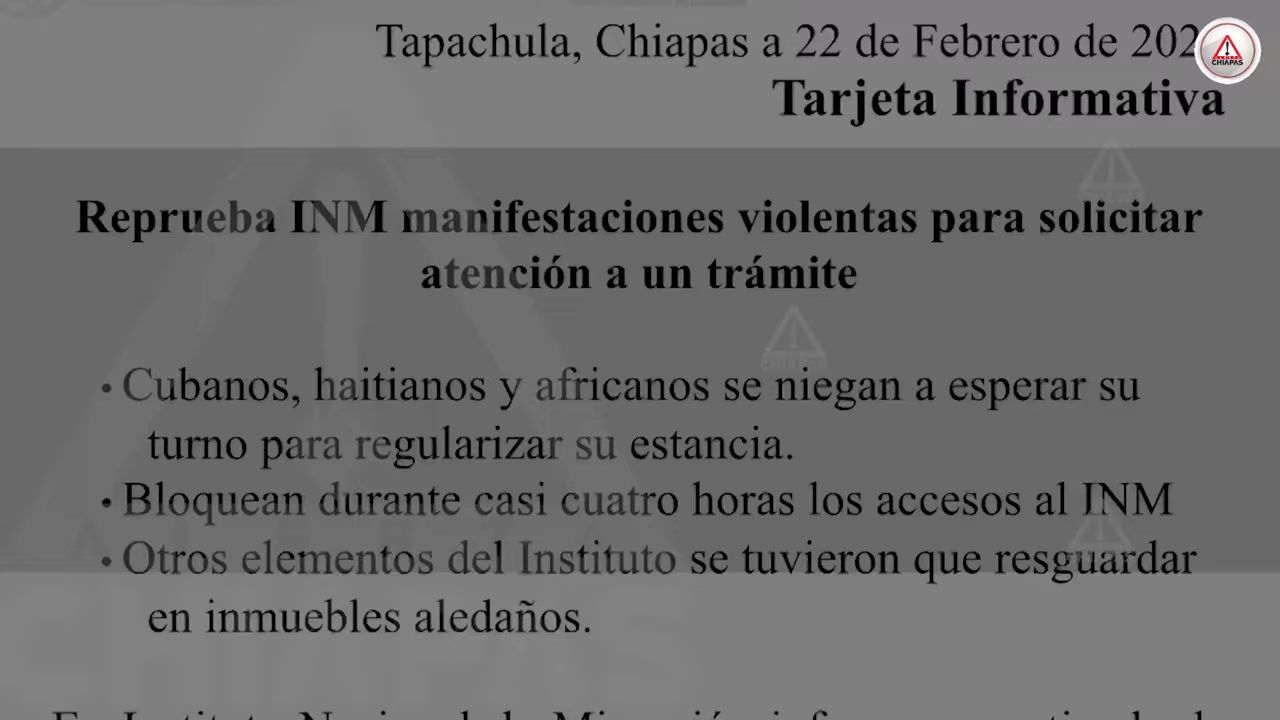 Tapachula, Chiapas a 22 de Febrero de 202
CHIAPAS
Tarjeta Informativa
Reprueba INM manifestaciones violentas para solicitar
atención a un trámite
• Cubanos, haitianos y africanos se niegan a esperar su
turno para regularizar su estancia.
• Bloquean durante casi cuatro horas los accesos al INM
• Otros elementos del Instituto se tuvieron que resguardar
en inmuebles aledaños.